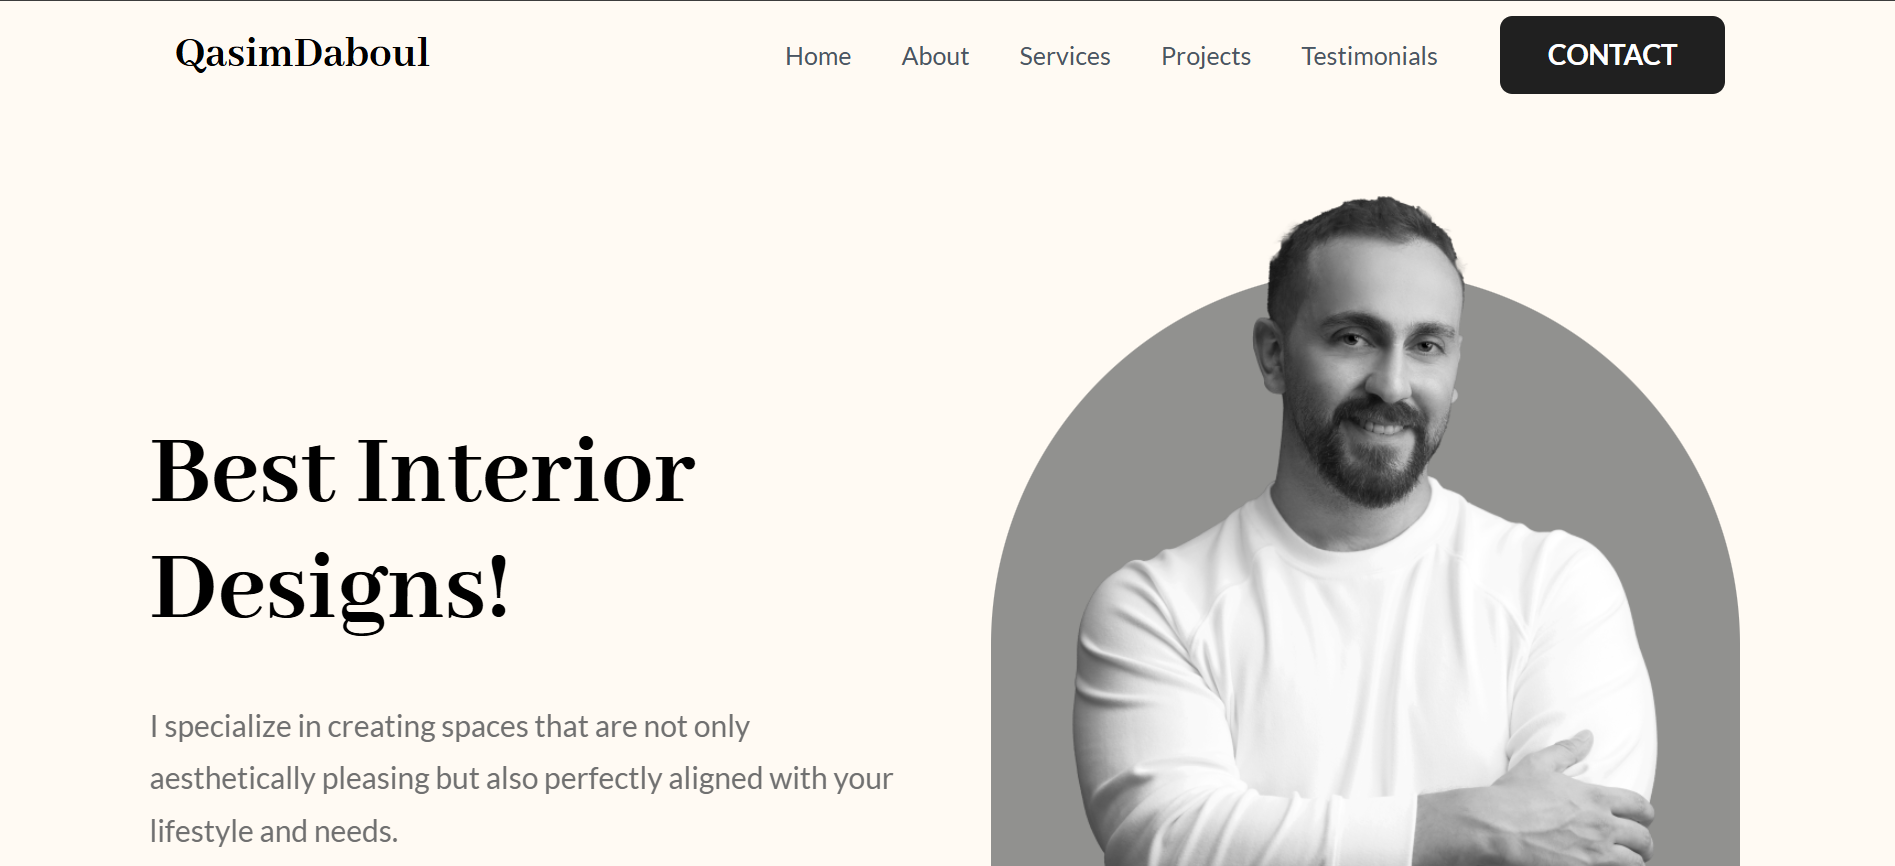 QasimDaboul
Home About Services Projects Testimonials CONTACT
Best Interior
Designs!
I specialize in creating spaces that are not only
aesthetically pleasing but also perfectly aligned with your
lifestyle and needs.